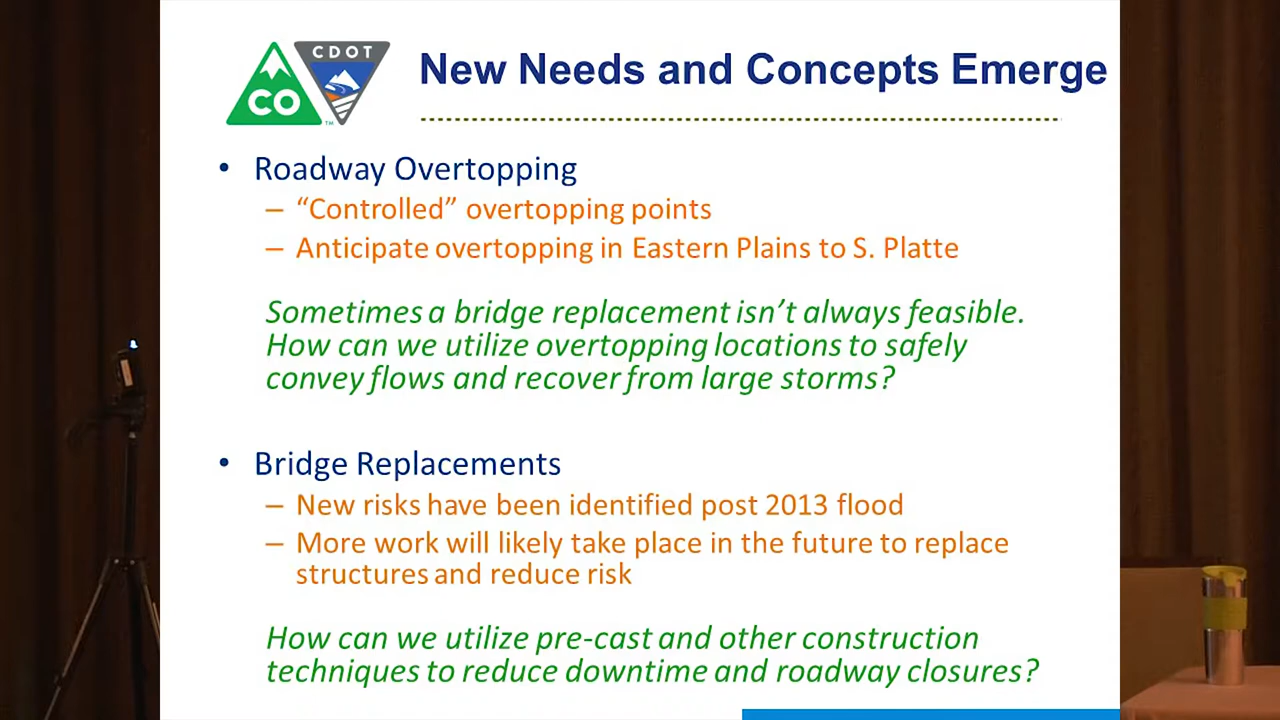 CDOT
CO
TM
New Needs and Concepts Emerge
• Roadway Overtopping
– “Controlled” overtopping points
– Anticipate overtopping in Eastern Plains to S. Platte
Sometimes a bridge replacement isn’t always feasible.
How can we utilize overtopping locations to safely
convey flows and recover from large storms?
• Bridge Replacements
– New risks have been identified post 2013 flood
– More work will likely take place in the future to replace
structures and reduce risk
How can we utilize pre-cast and other construction
techniques to reduce downtime and roadway closures?